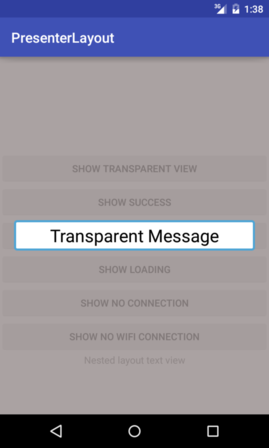 3G 1:38
PresenterLayout
SHOW TRANSPARENT VIEW
SHOW SUCCESS
Transparent Message
SHOW LOADING
SHOW NO CONNECTION
SHOW NO WIFI CONNECTION
Nested layout text view